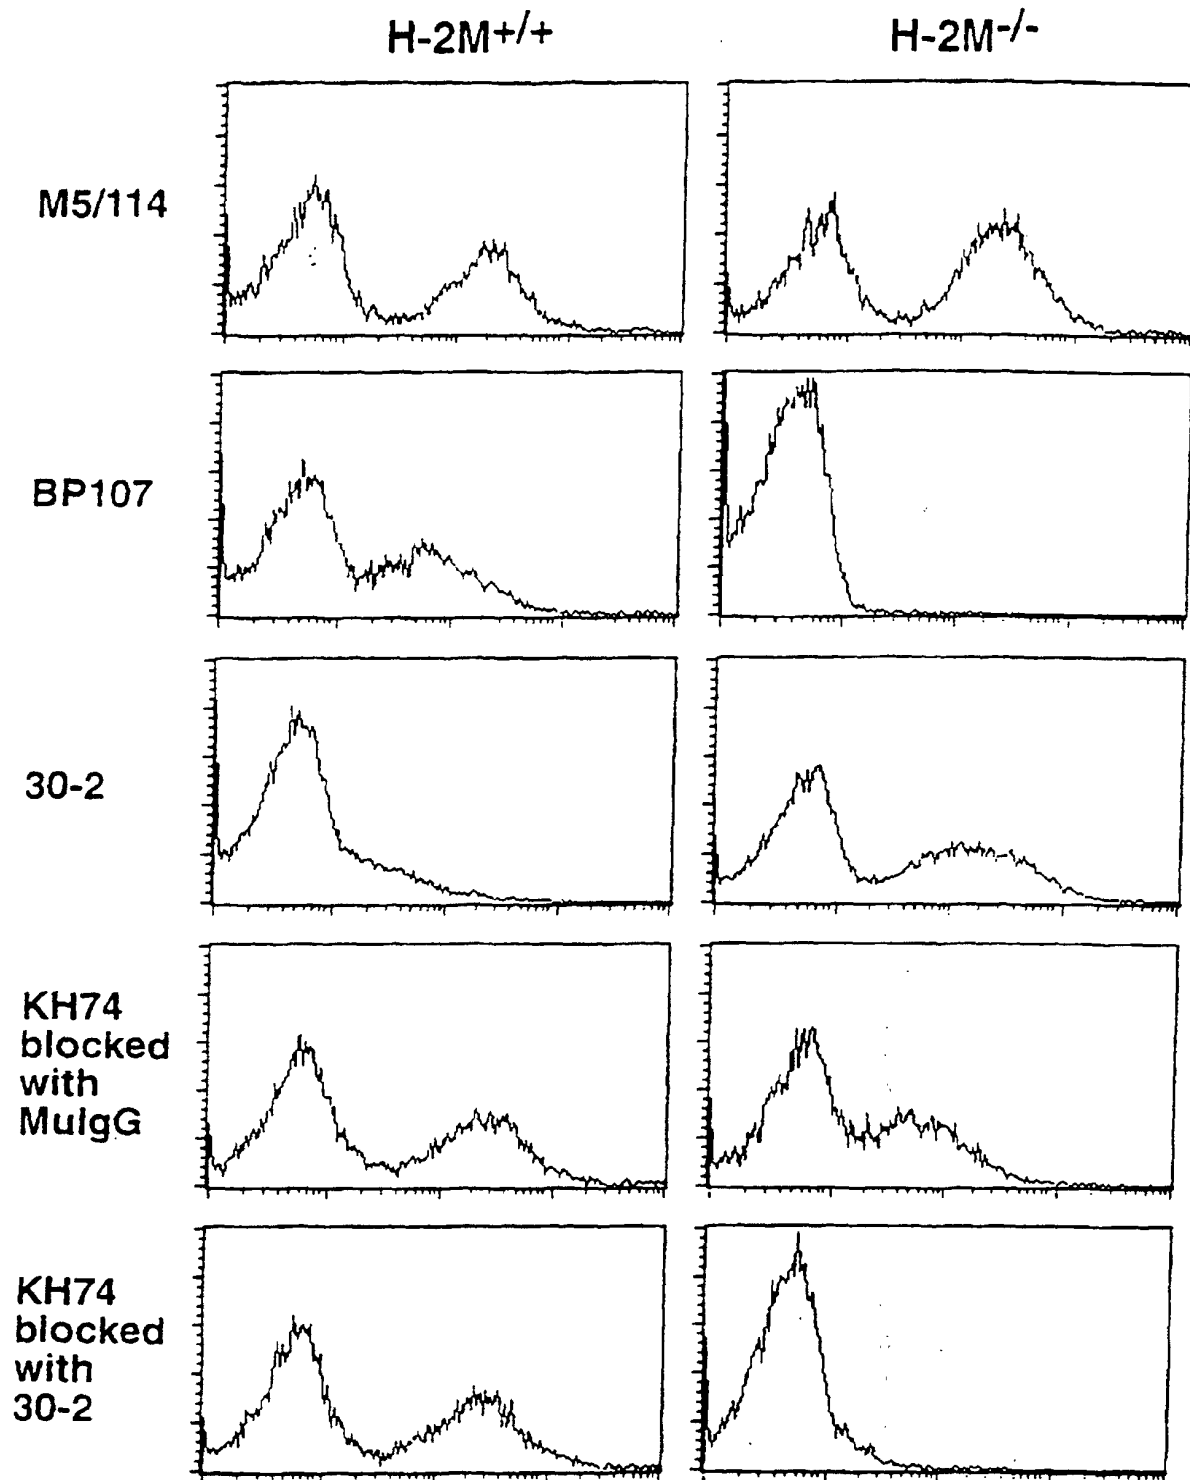 H-2M+/+ H-2M-/-
M5/114
BP107
30-2
KH74
blocked
with
MuIgG
KH74
blocked
with
30-2